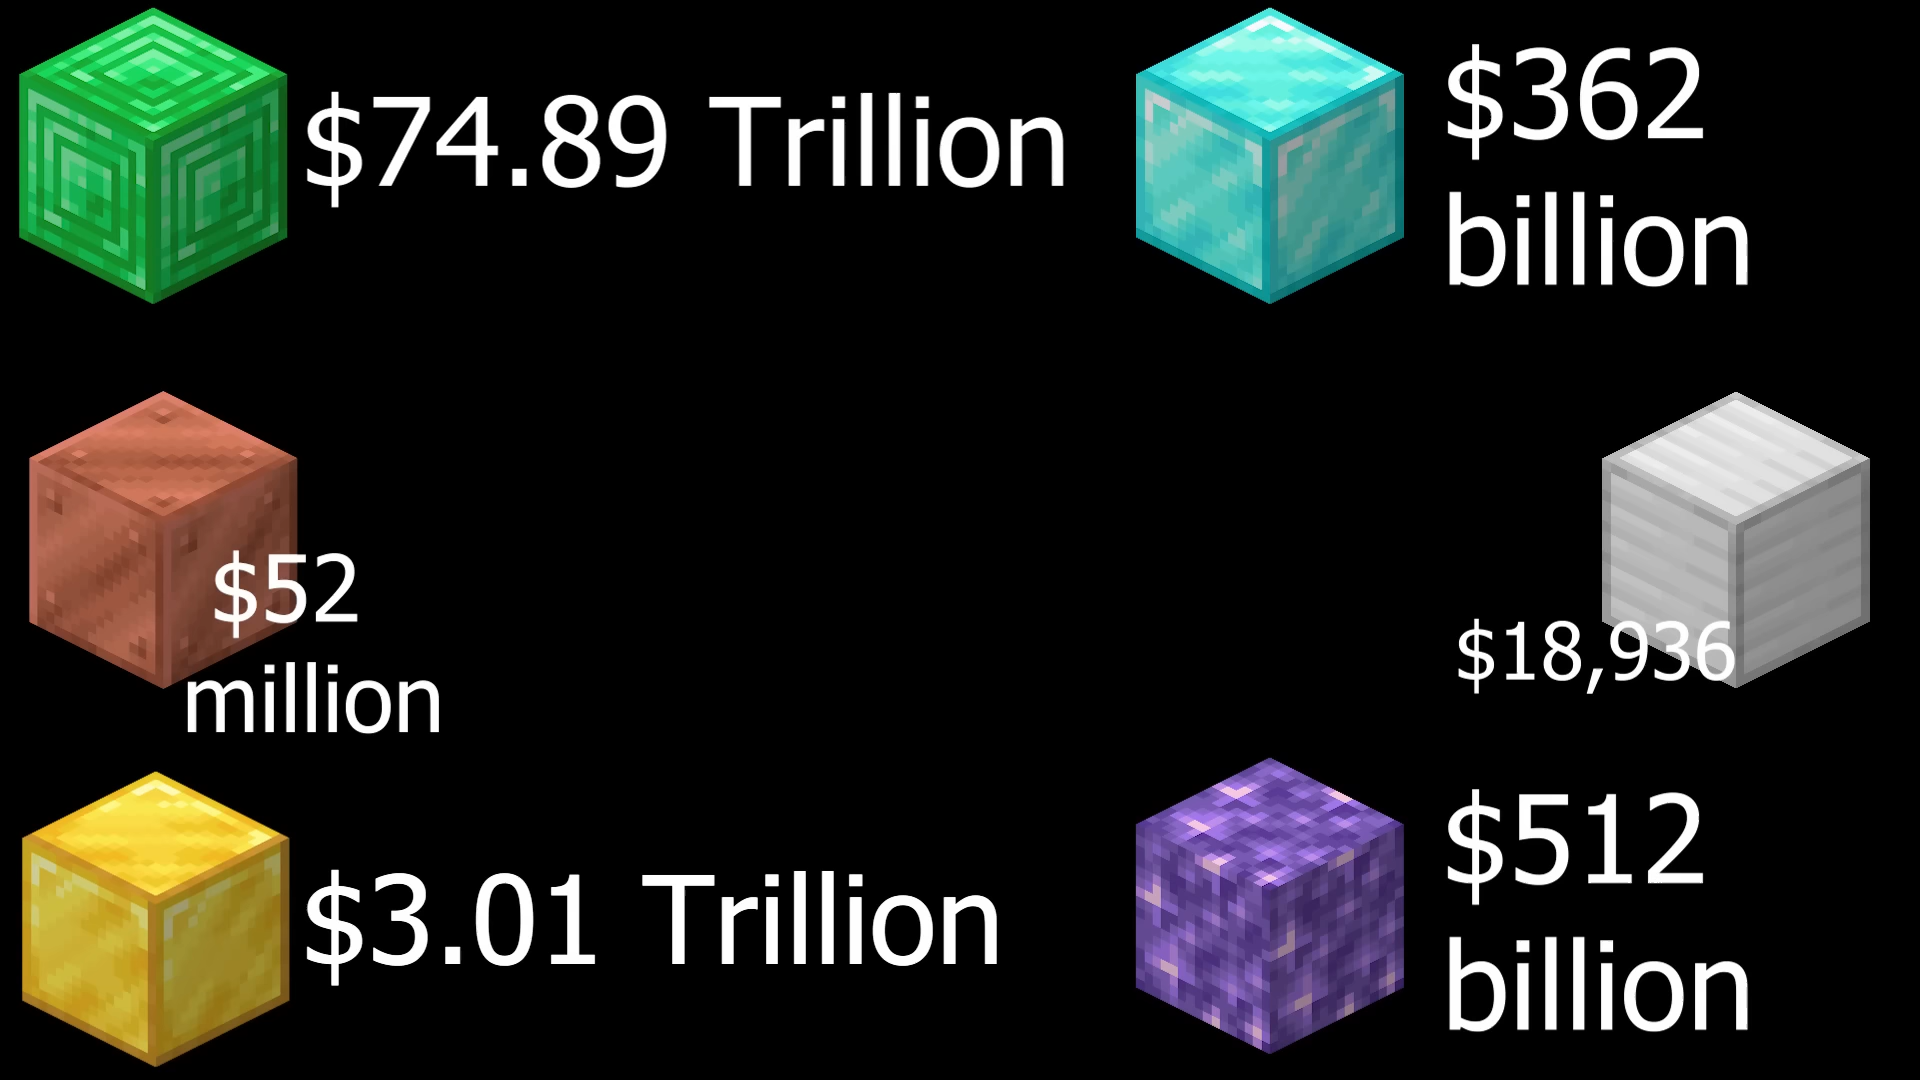 $74.89 Trillion
$362
billion
$52
million
$18,936
$3.01 Trillion
$512
billion